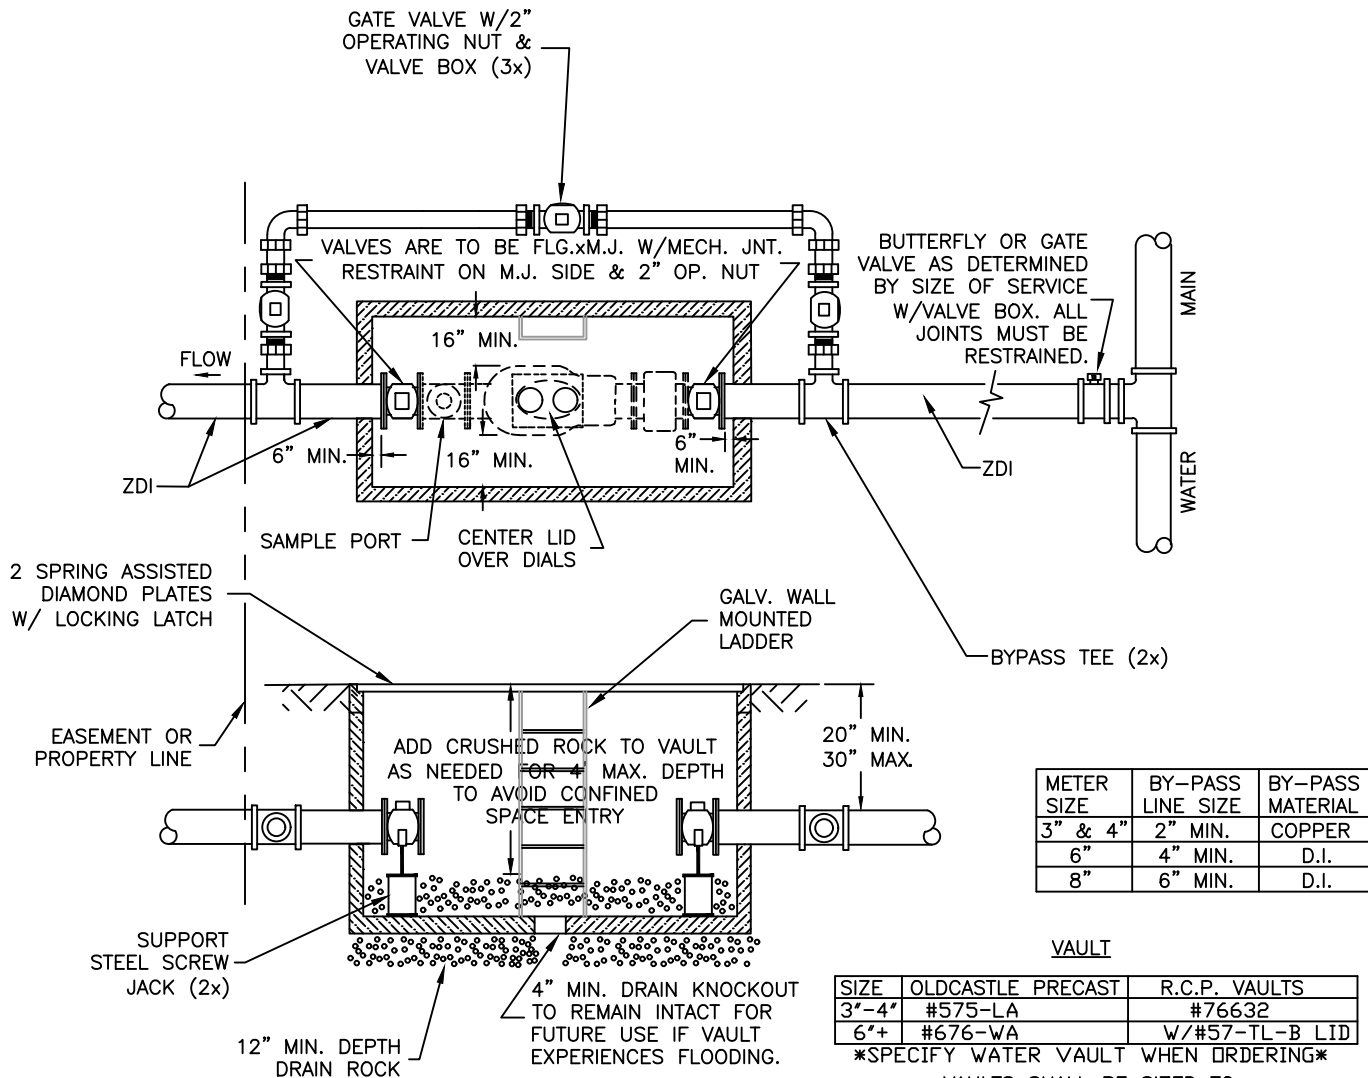 GATE VALVE W/2"
OPERATING NUT &
VALVE BOX (3x)
VALVES ARE TO BE FLG.xM.J. W/MECH. JNT.
RESTRAINT ON M.J. SIDE & 2" OP. NUT
BUTTERFLY OR GATE
VALVE AS DETERMINED
BY SIZE OF SERVICE
W/VALVE BOX. ALL
JOINTS MUST BE
RESTRAINED.
MAIN
WATER
FLOW
16" MIN.
6" MIN.
16" MIN.
6"
MIN.
ZDI
ZDI
SAMPLE PORT
CENTER LID
OVER DIALS
2 SPRING ASSISTED
DIAMOND PLATES
W/ LOCKING LATCH
GALV. WALL
MOUNTED
LADDER
BYPASS TEE (2x)
EASEMENT OR
PROPERTY LINE
ADD CRUSHED ROCK TO VAULT
AS NEEDED FOR 4' MAX. DEPTH
TO AVOID CONFINED
SPACE ENTRY
20" MIN.
30" MAX.
METER SIZE BY-PASS LINE SIZE BY-PASS MATERIAL
3" & 4" 2" MIN. COPPER
6" 4" MIN. D.I.
8" 6" MIN. D.I.
SUPPORT
STEEL SCREW
JACK (2x)
12" MIN. DEPTH
DRAIN ROCK
4" MIN. DRAIN KNOCKOUT
TO REMAIN INTACT FOR
FUTURE USE IF VAULT
EXPERIENCES FLOODING.
VAULT
SIZE OLDCASTLE PRECAST R.C.P. VAULTS
3"-4" #575-LA #76632
6"+ #676-WA W/#57-TL-B LID
*SPECIFY WATER VAULT WHEN ORDERING*
VAULTS SHALL BE SIZED TO